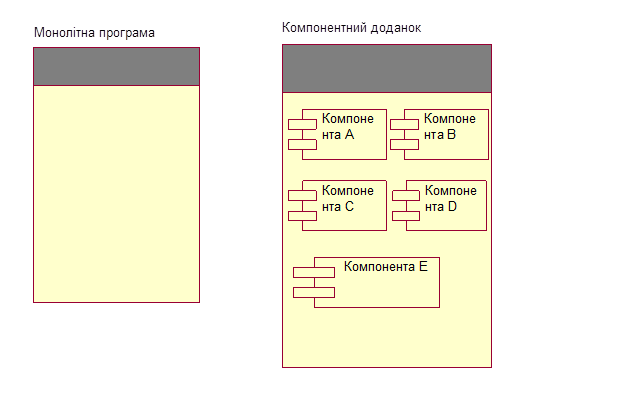 Монолітна програма
Компонентний доданок
Компоне
нта A
Компоне
нта B
Компоне
нта C
Компоне
нта D
Компонента E